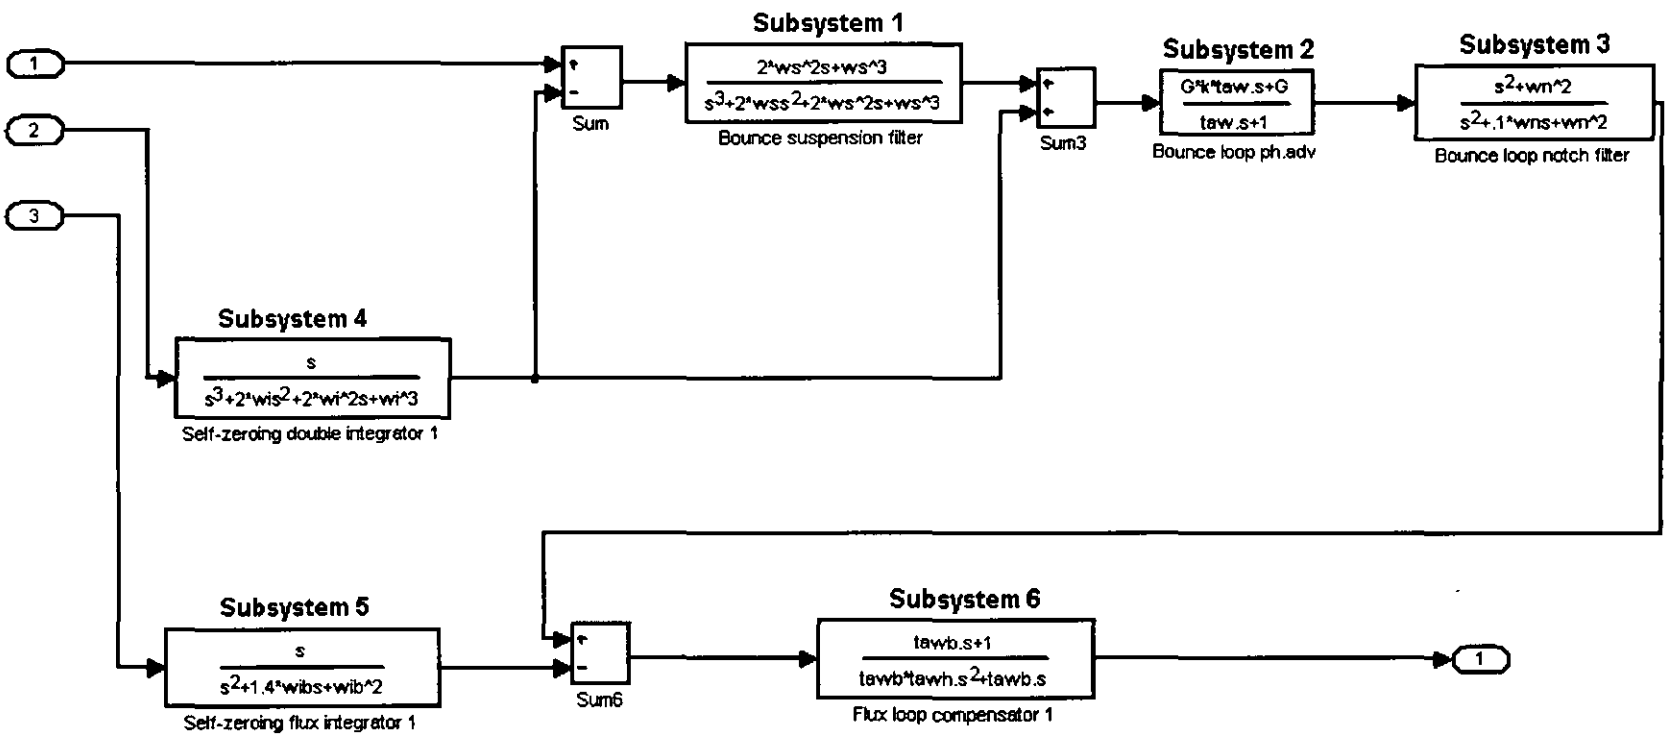 Subsystem 1
Subsystem 2
Subsystem 3
1
+
-
Sum
2*ws^2s+ws^3
s3+2*wss2+2*ws^2s+ws^3
Bounce suspension filter
+
+
Sum3
G*k*taw.s+G
taw.s+1
Bounce loop ph.adv
s2+wn^2
s2+.1*wns+wn^2
Bounce loop notch filter
2
3
Subsystem 4
s
s3+2*wis2+2*wi^2s+wi^3
Self-zeroing double integrator 1
Subsystem 5
s
s2+1.4*wibs+wib^2
Self-zeroing flux integrator 1
+
-
Sum6
Subsystem 6
tawb.s+1
tawb*tawh.s2+tawb.s
Flux loop compensator 1
1